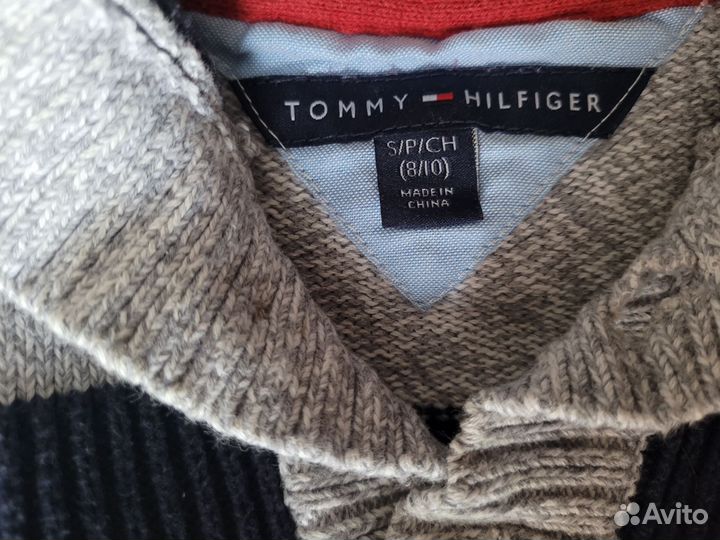 TOMMY HILFIGER
S/P/CH
(8/10)
MADE IN
CHINA
Avito